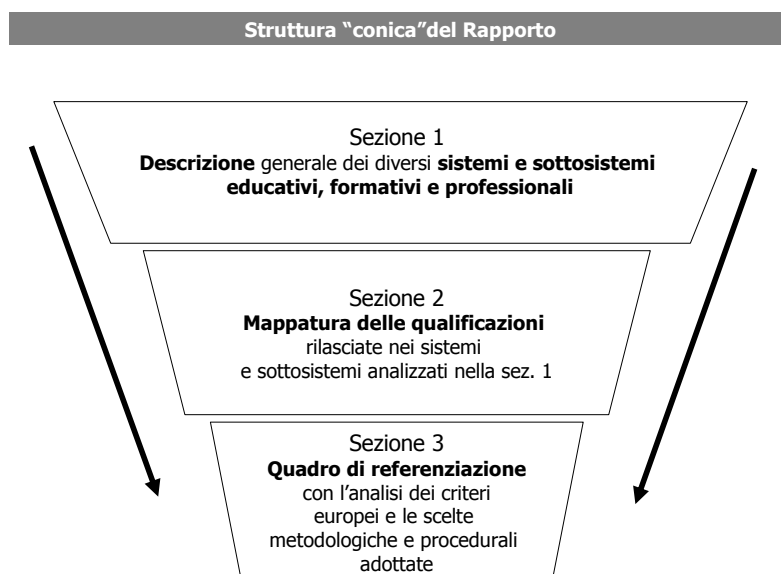 Struttura “conica”del Rapporto
Sezione 1
Descrizione generale dei diversi sistemi e sottosistemi
educativi, formativi e professionali
Sezione 2
Mappatura delle qualificazioni
rilasciate nei sistemi
e sottosistemi analizzati nella sez. 1
Sezione 3
Quadro di referenziazione
con l’analisi dei criteri
europei e le scelte
metodologiche e procedurali
adottate